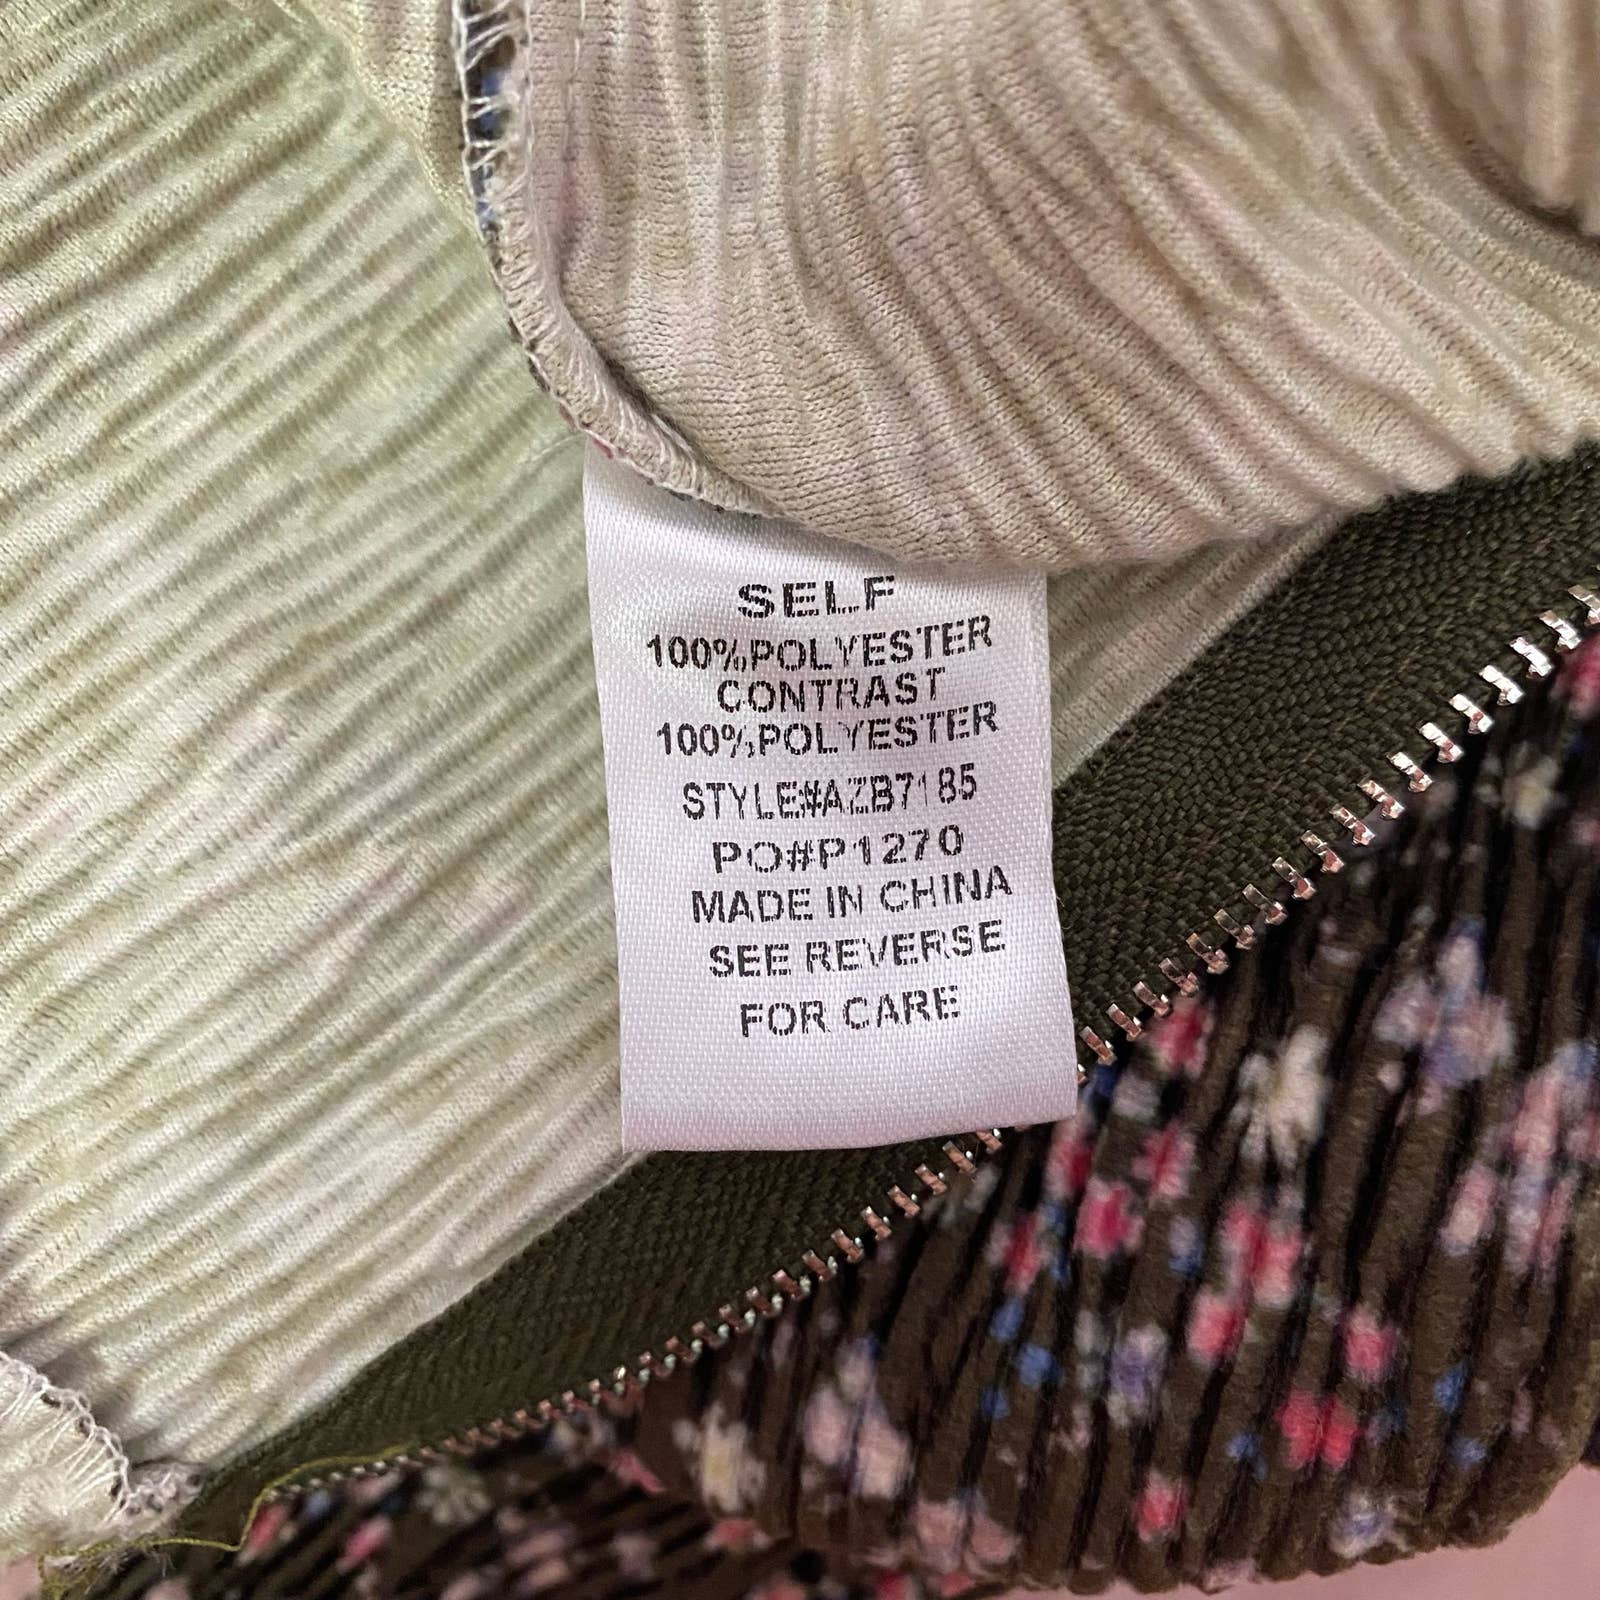 SELF
100%POLYESTER
CONTRAST
100%POLYESTER
STYLE#AZB7185
PO#P1270
MADE IN CHINA
SEE REVERSE
FOR CARE